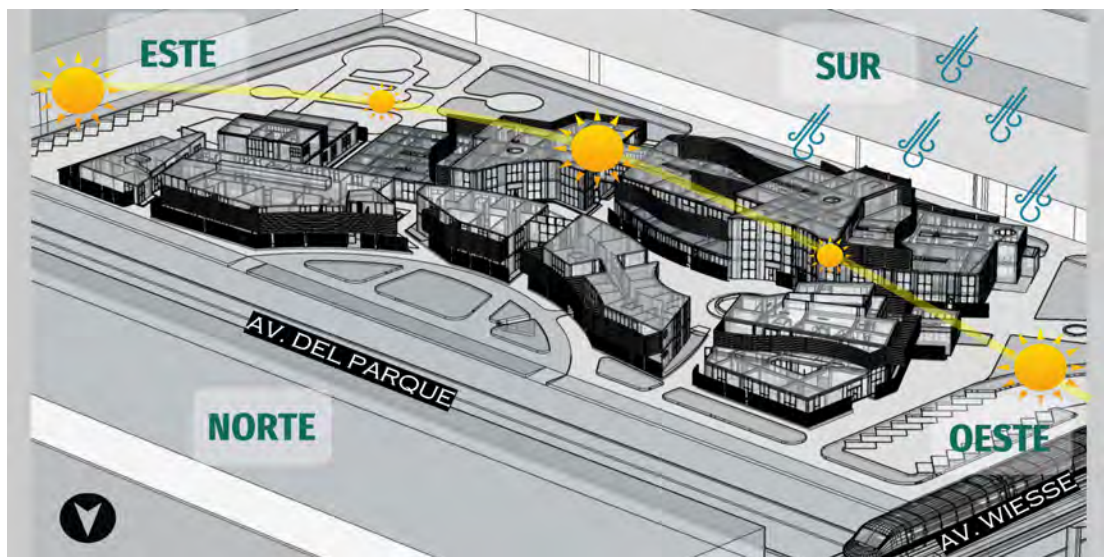 ESTE
SUR
AV. DEL PARQUE
NORTE
OESTE
AV. WIESSE